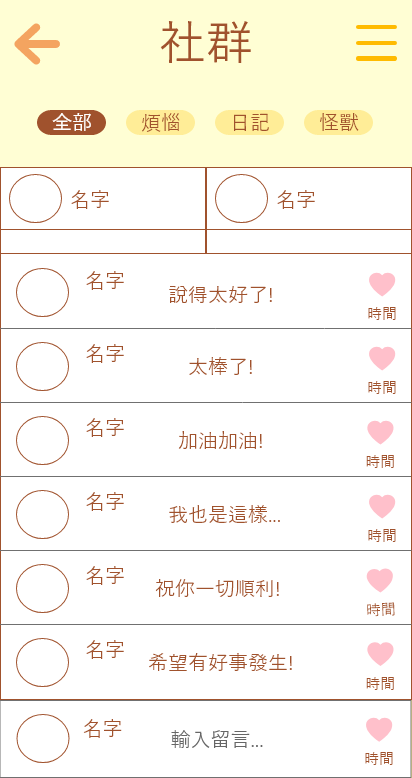 社群
全部 煩惱 日記 怪獸
名字 名字
名字 說得太好了! 時間
名字 太棒了! 時間
名字 加油加油! 時間
名字 我也是這樣... 時間
名字 祝你一切順利! 時間
名字 希望有好事發生! 時間
名字 輸入留言... 時間